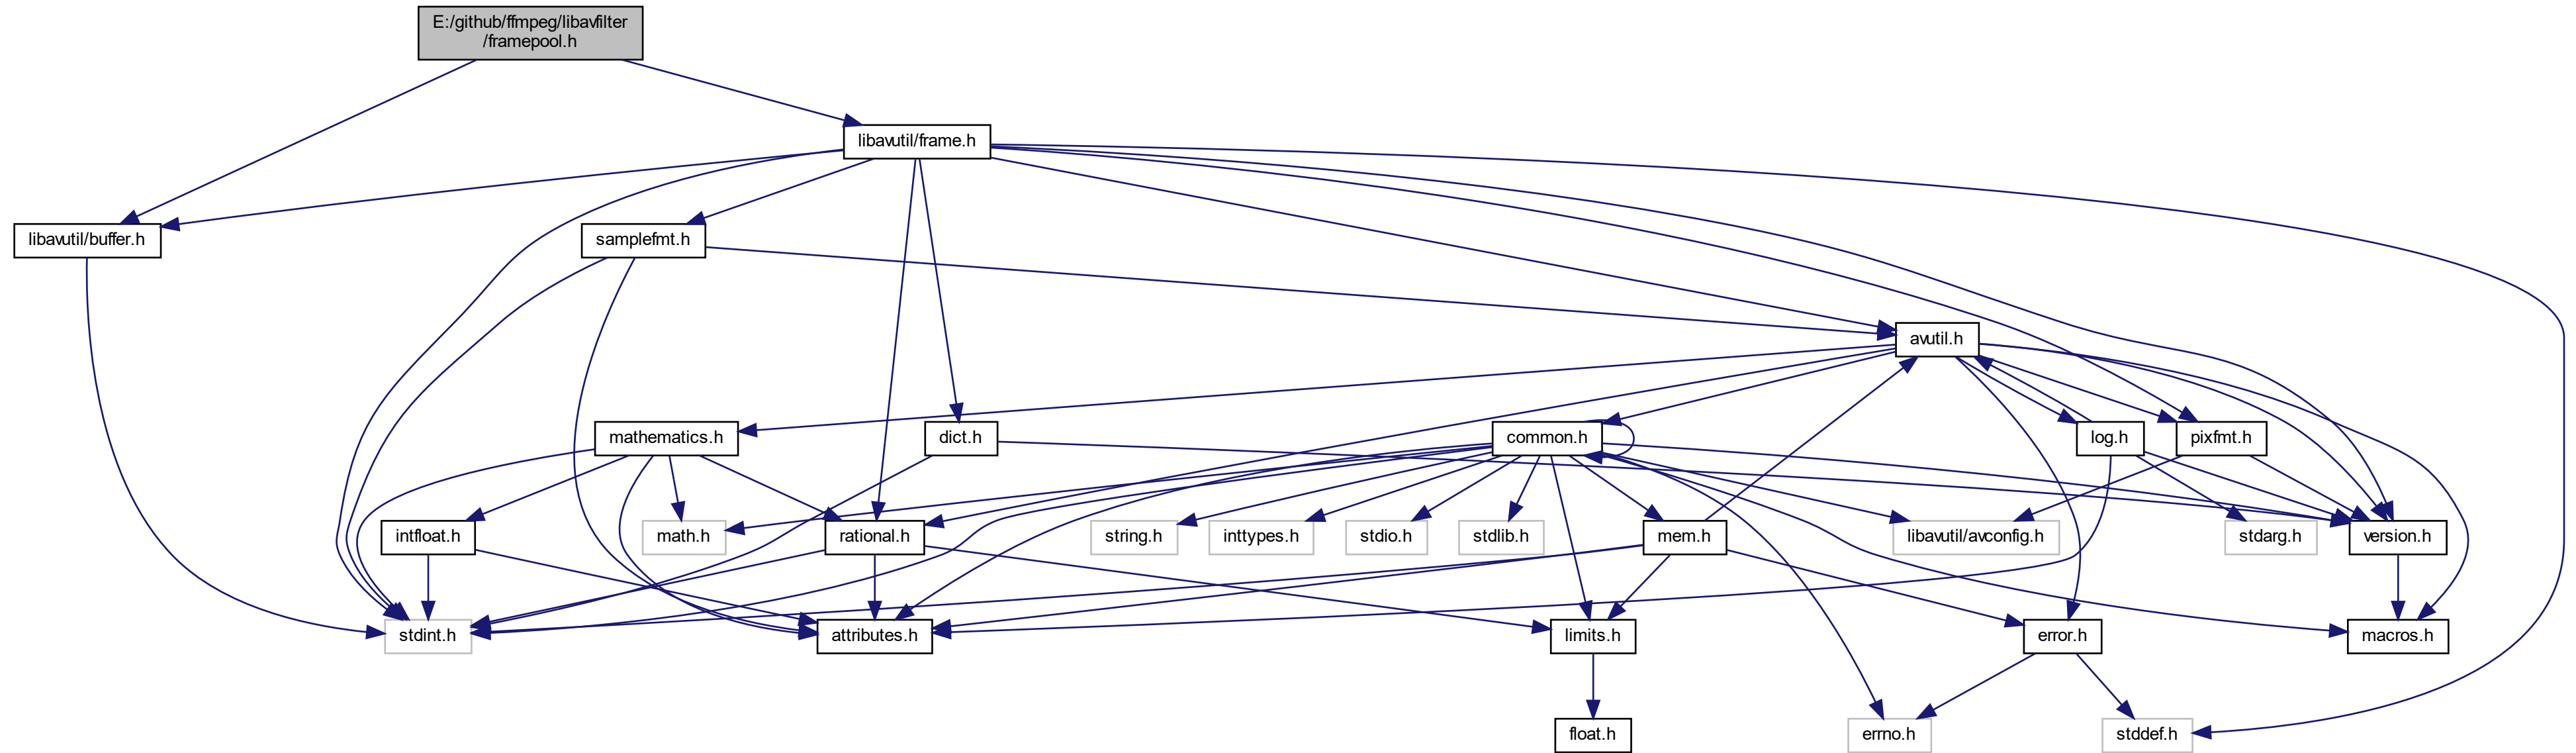 E:/github/ffmpeg/libavfilter
/framepool.h
libavutil/frame.h
libavutil/buffer.h
samplefmt.h
avutil.h
mathematics.h
dict.h
common.h
log.h
pixfmt.h
intfloat.h
math.h
rational.h
string.h
inttypes.h
stdio.h
stdlib.h
mem.h
libavutil/avconfig.h
stdarg.h
version.h
stdint.h
attributes.h
limits.h
error.h
macros.h
float.h
errno.h
stddef.h